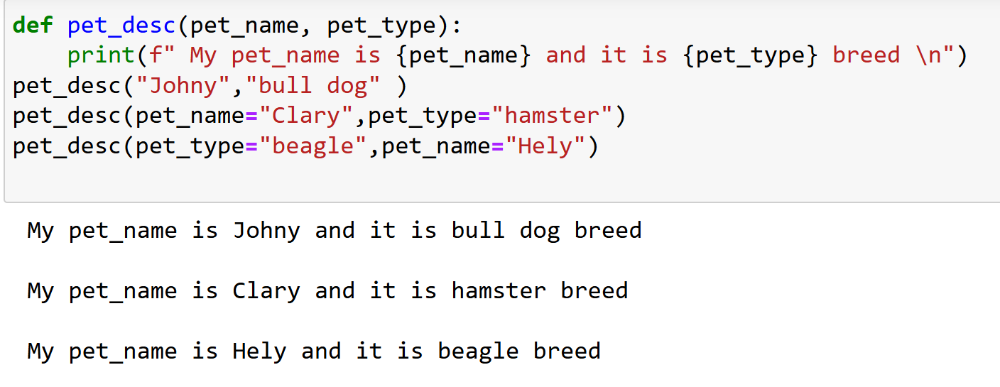 def pet_desc(pet_name, pet_type):
    print(f" My pet_name is {pet_name} and it is {pet_type} breed \n")
pet_desc("Johny","bull dog" )
pet_desc(pet_name="Clary",pet_type="hamster")
pet_desc(pet_type="beagle",pet_name="Hely")
 My pet_name is Johny and it is bull dog breed
 My pet_name is Clary and it is hamster breed
 My pet_name is Hely and it is beagle breed